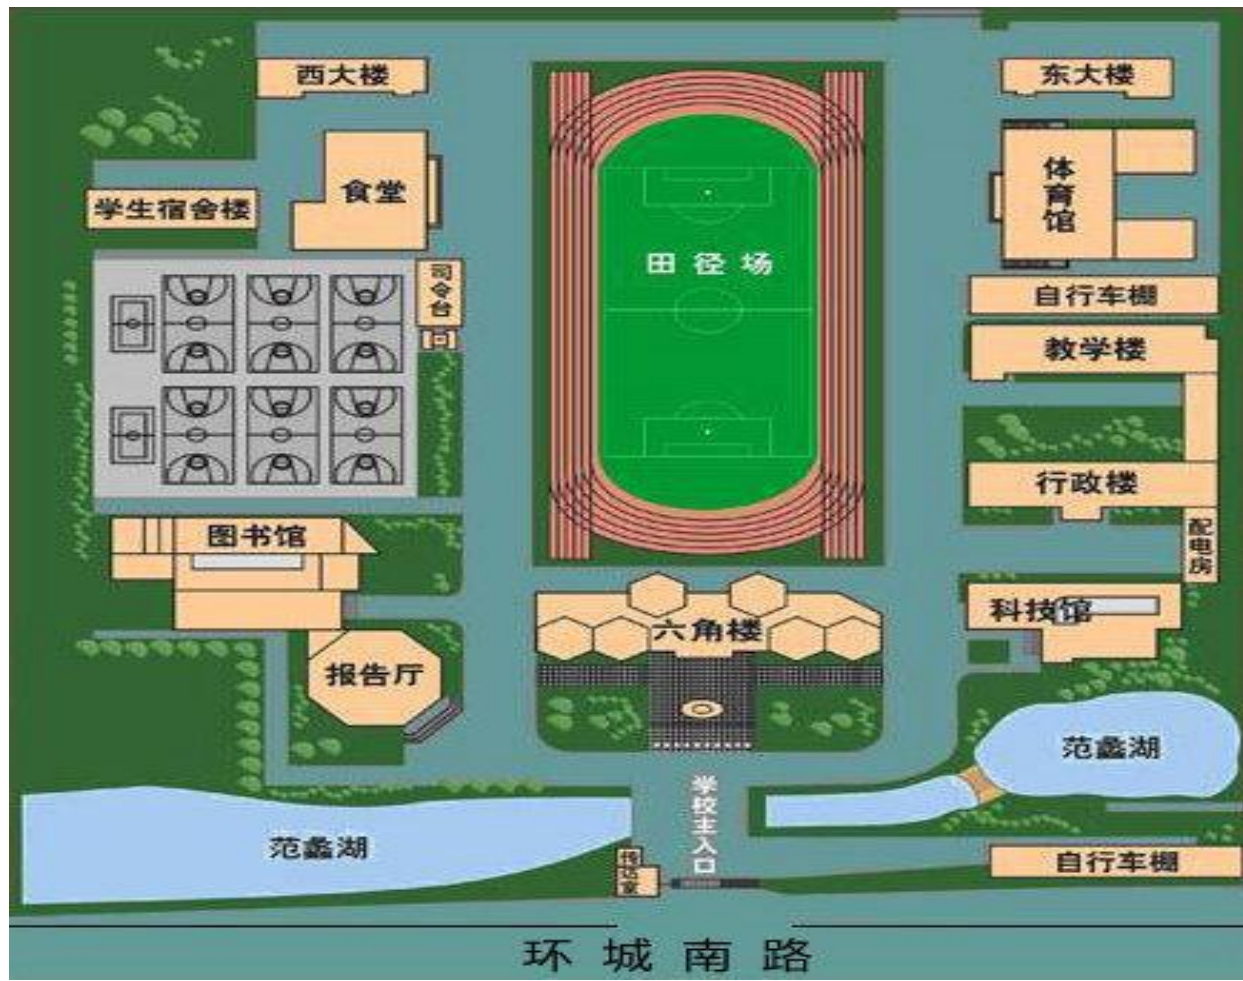 西大楼
东大楼
食堂
体育馆
学生宿舍楼
田径场
司令台
自行车棚
教学楼
行政楼
图书馆
配电房
六角楼
科技馆
报告厅
范蠡湖
学校主入口
范蠡湖
传达室
自行车棚
环城南路